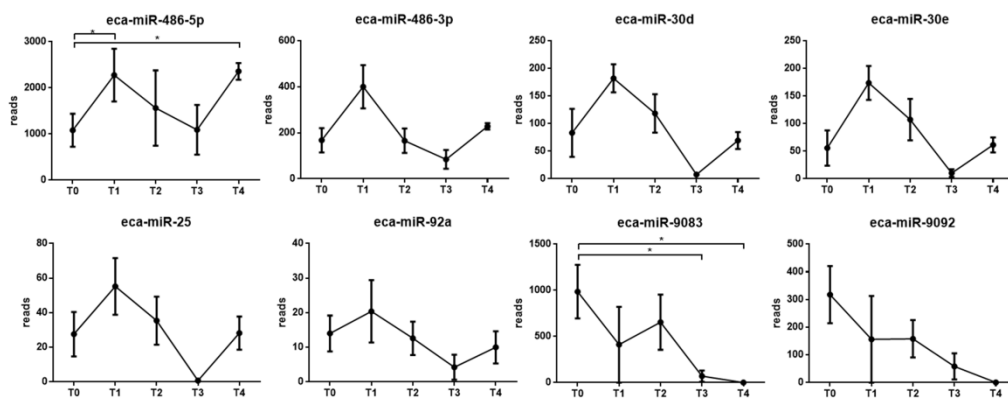 eca-miR-486-5p
3000
2000
1000
0
reads
*
*
T0 T1 T2 T3 T4
eca-miR-486-3p
600
400
200
0
reads
T0 T1 T2 T3 T4
eca-miR-30d
250
200
150
100
50
0
reads
T0 T1 T2 T3 T4
eca-miR-30e
250
200
150
100
50
0
reads
T0 T1 T2 T3 T4
eca-miR-25
80
60
40
20
0
reads
T0 T1 T2 T3 T4
eca-miR-92a
40
30
20
10
0
reads
T0 T1 T2 T3 T4
eca-miR-9083
1500
1000
500
0
reads
*
*
T0 T1 T2 T3 T4
eca-miR-9092
500
400
300
200
100
0
reads
T0 T1 T2 T3 T4